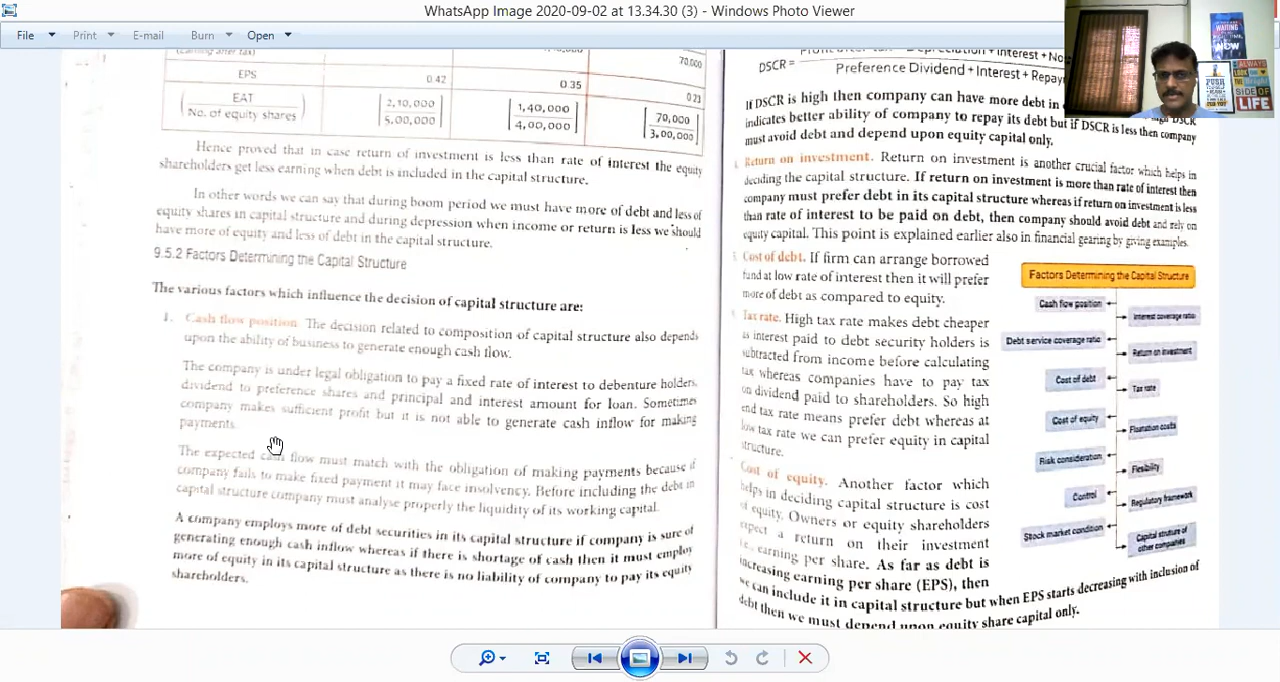 WhatsApp Image 2020-09-02 at 13.34.30 (3) - Windows Photo Viewer
File Print E-mail Burn Open
(Earning after tax)
70,000
EPS 0.42 0.35 0.23
EAT
No. of equity shares
2,10,000
5,00,000
1,40,000
4,00,000
70,000
3,00,000
Hence proved that in case return of investment is less than rate of interest the equity
shareholders get less earning when debt is included in the capital structure.
In other words we can say that during boom period we must have more of debt and less of
equity shares in capital structure and during depression when income or return is less we should
have more of equity and less of debt in the capital structure.
9.5.2 Factors Determining the Capital Structure
The various factors which influence the decision of capital structure are:
1. Cash flow position. The decision related to composition of capital structure also depends
upon the ability of business to generate enough cash flow.
The company is under legal obligation to pay a fixed rate of interest to debenture holders,
dividend to preference shares and principal and interest amount for loan. Sometimes
company makes sufficient profit but it is not able to generate cash inflow for making
payments.
The expected cash flow must match with the obligation of making payments because if
company fails to make fixed payment it may face insolvency. Before including the debt in
capital structure company must analyse properly the liquidity of its working capital.
A company employs more of debt securities in its capital structure if company is sure of
generating enough cash inflow whereas if there is shortage of cash then it must employ
more of equity in its capital structure as there is no liability of company to pay its equity
shareholders.
DSCR =
Preference Dividend + Interest + Repay
If DSCR is high then company can have more debt in
indicates better ability of company to repay its debt but if DSCR is less then company
must avoid debt and depend upon equity capital only.
Return on investment. Return on investment is another crucial factor which helps in
deciding the capital structure. If return on investment is more than rate of interest then
company must prefer debt in its capital structure whereas if return on investment is less
than rate of interest to be paid on debt, then company should avoid debt and rely on
equity capital. This point is explained earlier also in financial gearing by giving examples.
Cost of debt. If firm can arrange borrowed
fund at low rate of interest then it will prefer
more of debt as compared to equity.
Tax rate. High tax rate makes debt cheaper
as interest paid to debt security holders is
subtracted from income before calculating
tax whereas companies have to pay tax
on dividend paid to shareholders. So high
end tax rate means prefer debt whereas at
low tax rate we can prefer equity in capital
structure.
Cost of equity. Another factor which
helps in deciding capital structure is cost
of equity. Owners or equity shareholders
expect a return on their investment
i.e., earning per share. As far as debt is
increasing earning per share (EPS), then
we can include it in capital structure but when EPS starts decreasing with inclusion of
debt then we must depend upon equity share capital only.
Factors Determining the Capital Structure
Cash flow position
Interest coverage ratio
Debt service coverage ratio
Return on investment
Cost of debt
Tax rate
Cost of equity
Floatation costs
Risk consideration
Flexibility
Control
Regulatory framework
Stock market condition
Capital structure of
other companies
WAITING
NOW
PUSH
ALWAYS
LOOK ON THE
SIDE OF
LIFE